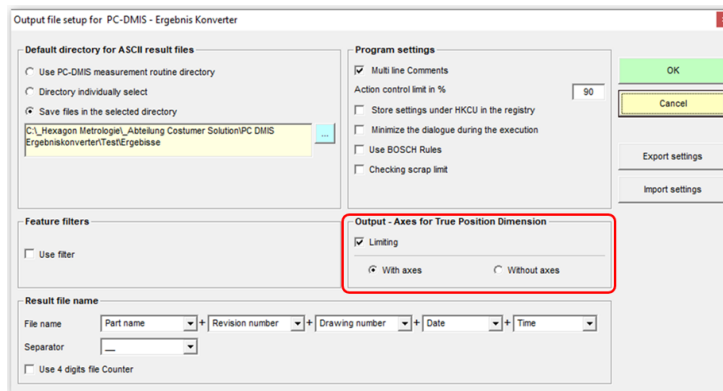 Output file setup for PC-DMIS - Ergebnis Konverter
Default directory for ASCII result files
Use PC-DMIS measurement routine directory
Directory individually select
Save files in the selected directory
C:\_Hexagon Metrologie\_Abteilung Costumer Solution\PC DMIS
Ergebniskonverter\Test\Ergebisse
...
Program settings
Multi line Comments
Action control limit in %
90
Store settings under HKCU in the registry
Minimize the dialogue during the execution
Use BOSCH Rules
Checking scrap limit
OK
Cancel
Export settings
Import settings
Feature filters
Use filter
Output - Axes for True Position Dimension
Limiting
With axes
Without axes
Result file name
File name
Part name
+
Revision number
+
Drawing number
+
Date
+
Time
Separator
__
Use 4 digits file Counter